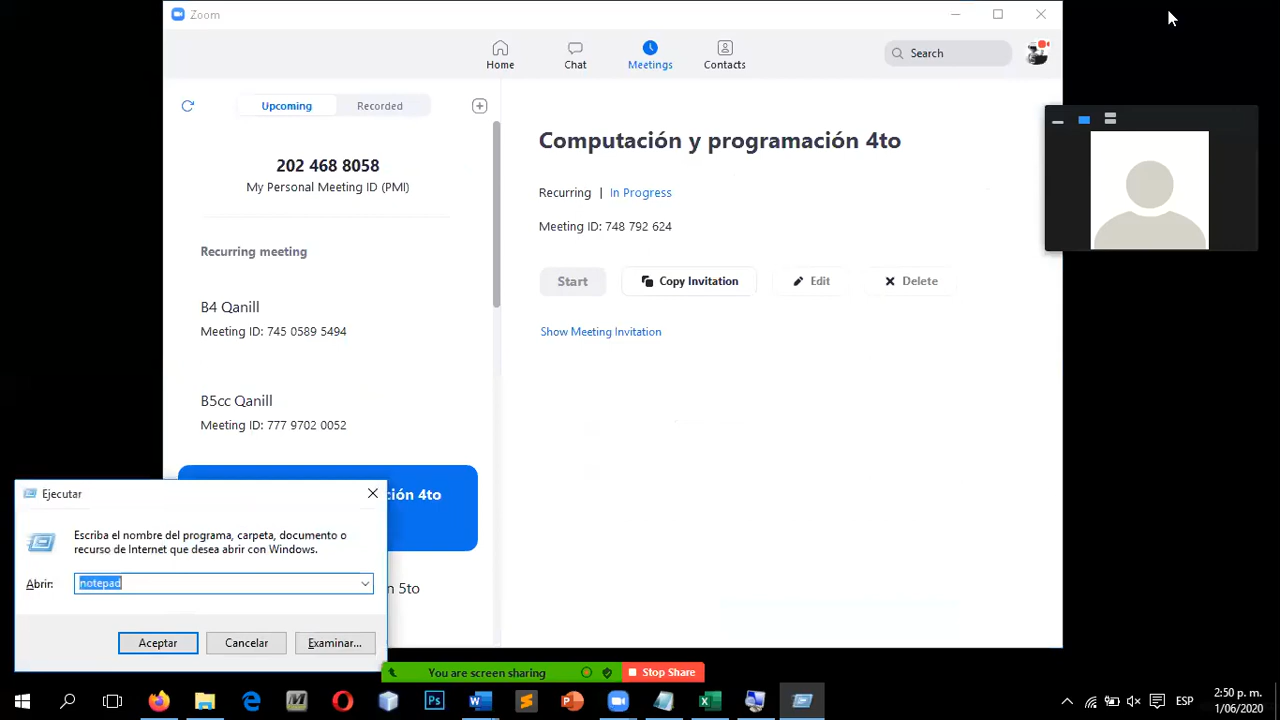 Zoom
Home
Chat
Meetings
Contacts
Search
Upcoming
Recorded
202 468 8058
My Personal Meeting ID (PMI)
Recurring meeting
B4 Qanill
Meeting ID: 745 0589 5494
B5cc Qanill
Meeting ID: 777 9702 0052
ción 4to
n 5to
Computación y programación 4to
Recurring | In Progress
Meeting ID: 748 792 624
Start
Copy Invitation
Edit
Delete
Show Meeting Invitation
Ejecutar
Escriba el nombre del programa, carpeta, documento o
recurso de Internet que desea abrir con Windows.
Abrir:
notepad
Aceptar
Cancelar
Examinar...
You are screen sharing
Stop Share
ESP
2:50 p. m.
1/06/2020